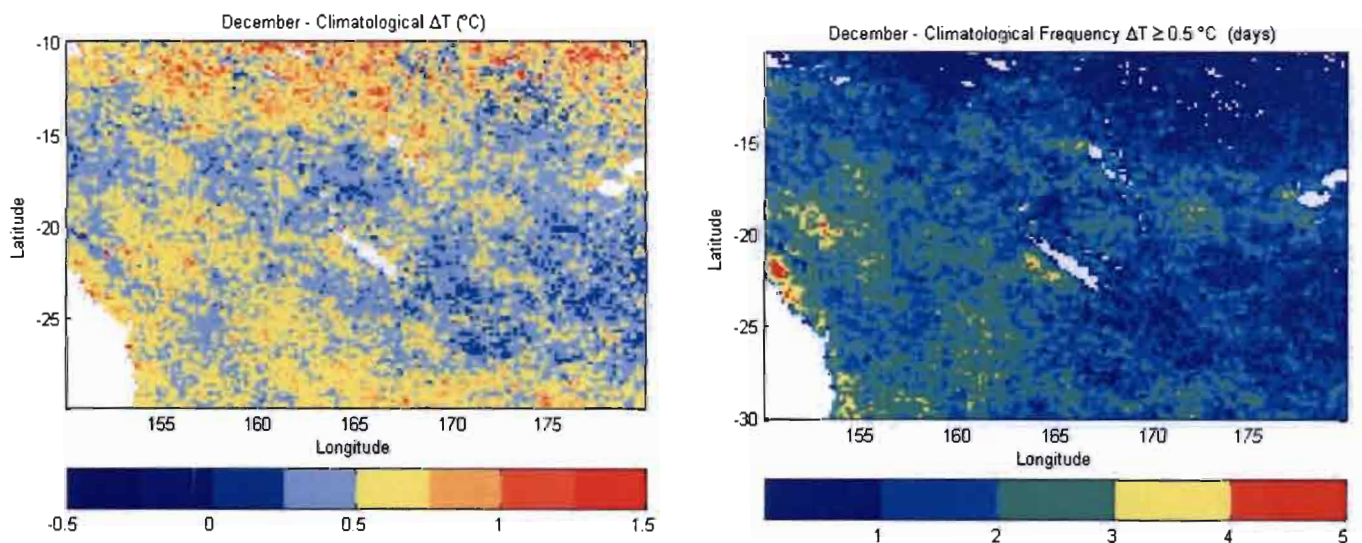 December - Climatological ΔT (°C)
-10
-15
-20
-25
Latitude
155 160 165 170 175
Longitude
-0.5 0 0.5 1 1.5
December - Climatological Frequency ΔT ≥ 0.5 °C (days)
-15
-20
-25
-30
Latitude
155 160 165 170 175
Longitude
1 2 3 4 5